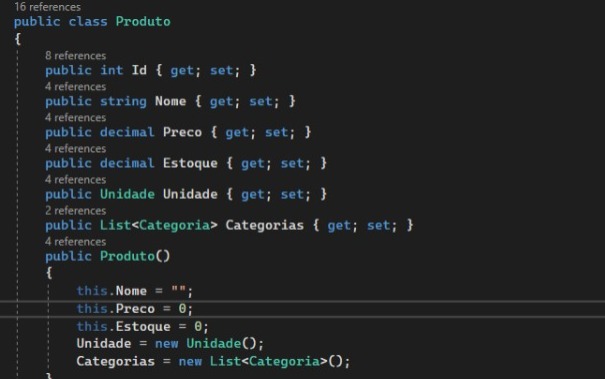 16 references
public class Produto
{
8 references
public int Id { get; set; }
4 references
public string Nome { get; set; }
4 references
public decimal Preco { get; set; }
4 references
public decimal Estoque { get; set; }
4 references
public Unidade Unidade { get; set; }
2 references
public List<Categoria> Categorias { get; set; }
4 references
public Produto()
{
this.Nome = "";
this.Preco = 0;
this.Estoque = 0;
Unidade = new Unidade();
Categorias = new List<Categoria>();
}